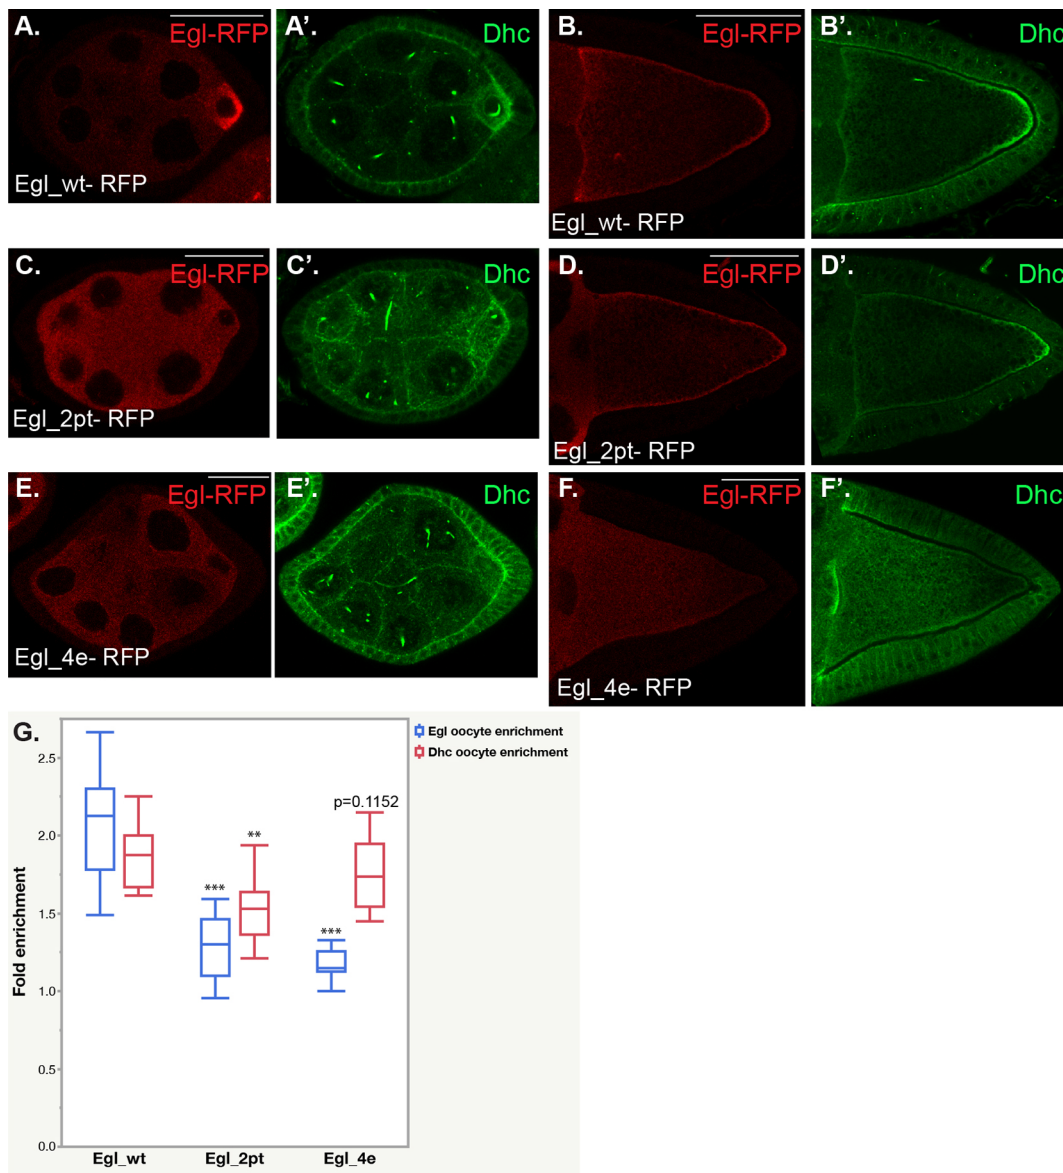 A. Egl-RFP
Egl_wt- RFP
A'. Dhc
B. Egl-RFP
Egl_wt- RFP
B'. Dhc
C. Egl-RFP
Egl_2pt- RFP
C'. Dhc
D. Egl-RFP
Egl_2pt- RFP
D'. Dhc
E. Egl-RFP
Egl_4e- RFP
E'. Dhc
F. Egl-RFP
Egl_4e- RFP
F'. Dhc
G.
Egl oocyte enrichment
Dhc oocyte enrichment
Fold enrichment
2.5
2.0
1.5
1.0
0.5
0.0
***
**
***
p=0.1152
Egl_wt
Egl_2pt
Egl_4e